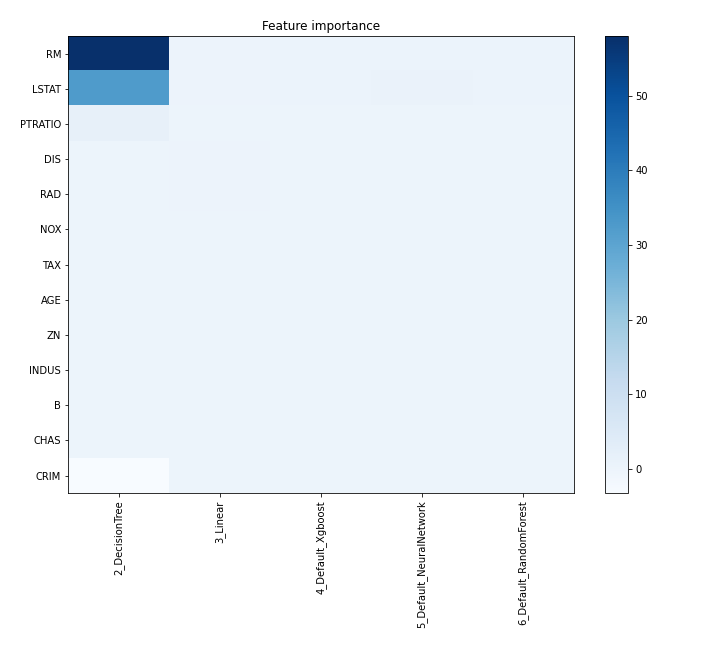 Feature importance
RM
LSTAT
PTRATIO
DIS
RAD
NOX
TAX
AGE
ZN
INDUS
B
CHAS
CRIM
2_DecisionTree
3_Linear
4_Default_Xgboost
5_Default_NeuralNetwork
6_Default_RandomForest
50
40
30
20
10
0